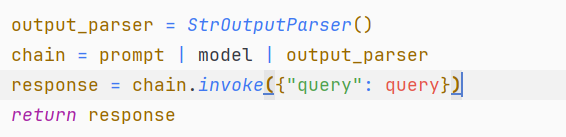 output_parser = StrOutputParser()
chain = prompt | model | output_parser
response = chain.invoke({"query": query})
return response